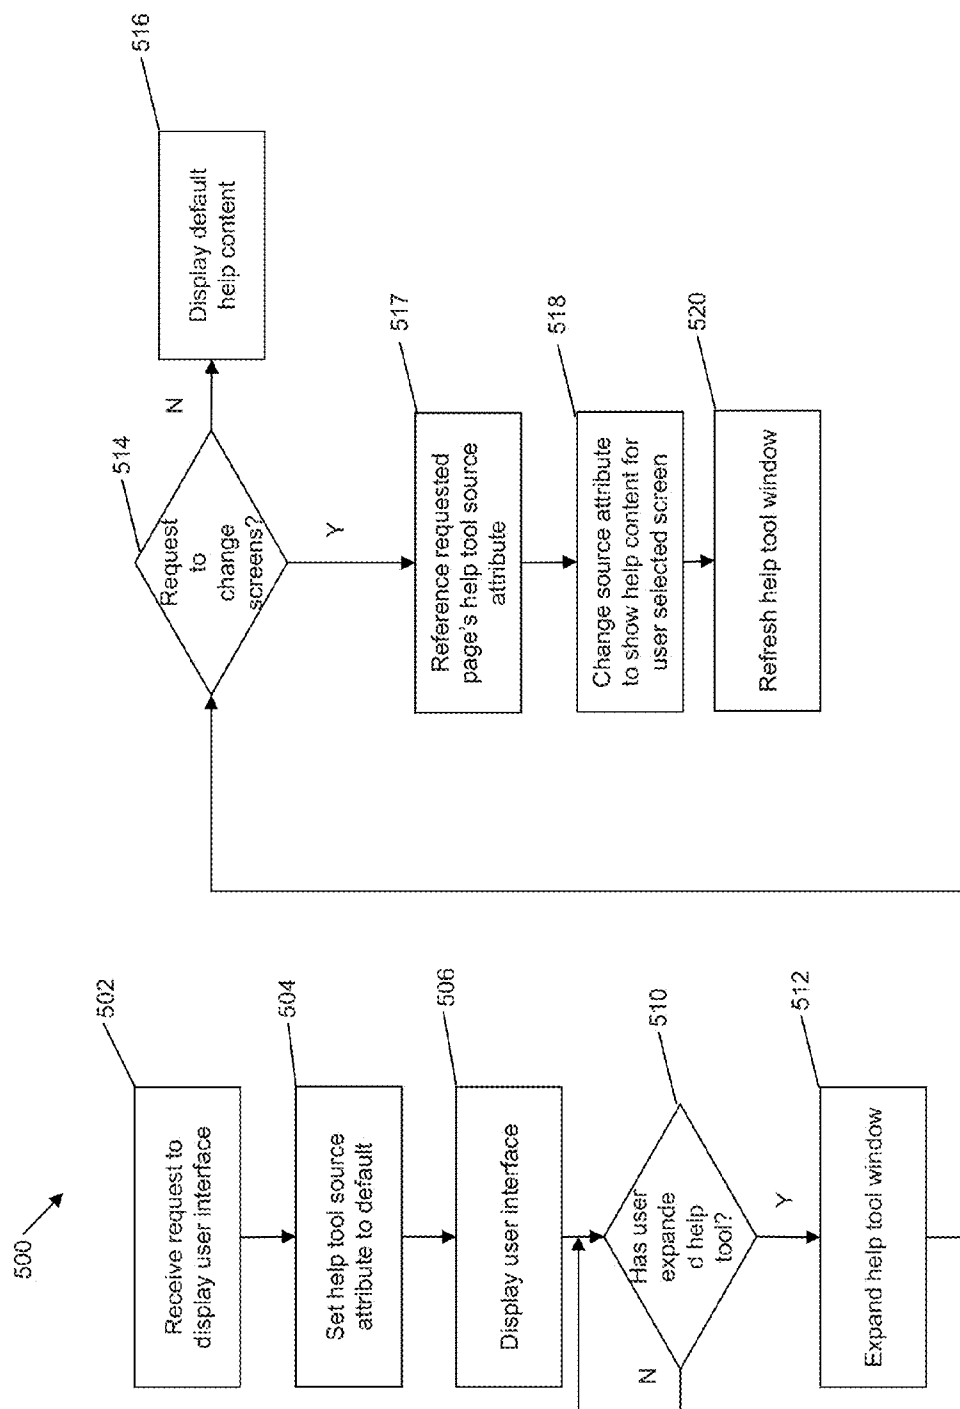 500
502
Receive request to
display user interface
504
Set help tool source
attribute to default
506
Display user interface
510
Has user
expande
d help
tool?
N
Y
512
Expand help tool window
514
Request
to
change
screens?
N
516
Display default
help content
Y
517
Reference requested
page's help tool source
attribute
518
Change source attribute
to show help content for
user selected screen
520
Refresh help tool window